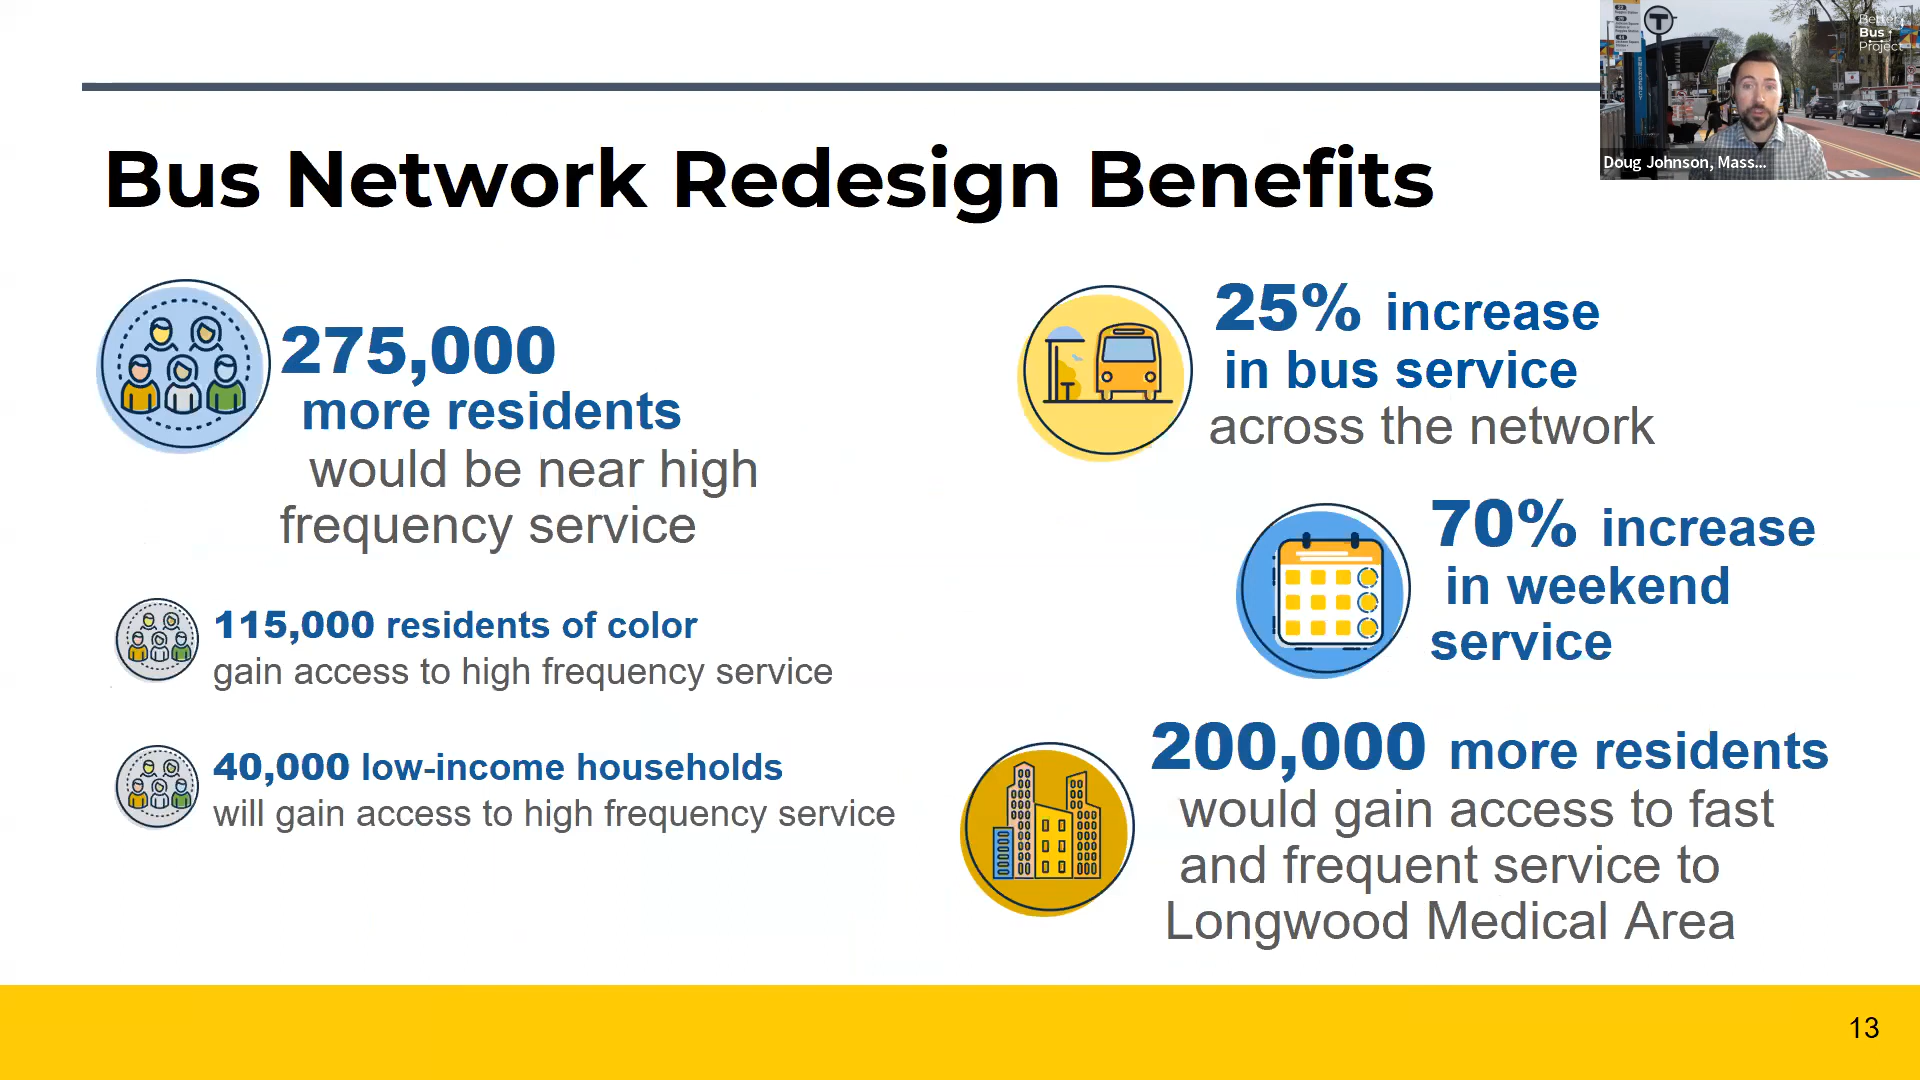 Bus Network Redesign Benefits
275,000
more residents
would be near high
frequency service
115,000 residents of color
gain access to high frequency service
40,000 low-income households
will gain access to high frequency service
25% increase
in bus service
across the network
70% increase
in weekend
service
200,000 more residents
would gain access to fast
and frequent service to
Longwood Medical Area
13
T
Better
Bus
Project
Doug Johnson, Mass...